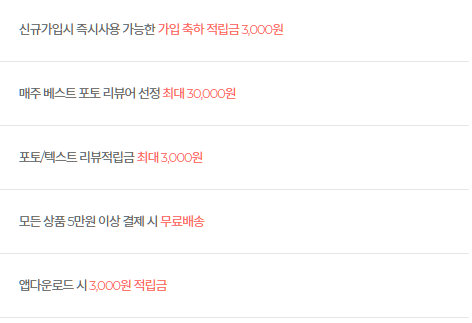 신규가입시 즉시사용 가능한 가입 축하 적립금 3,000원
매주 베스트 포토 리뷰어 선정 최대 30,000원
포토/텍스트 리뷰적립금 최대 3,000원
모든 상품 5만원 이상 결제 시 무료배송
앱다운로드 시 3,000원 적립금